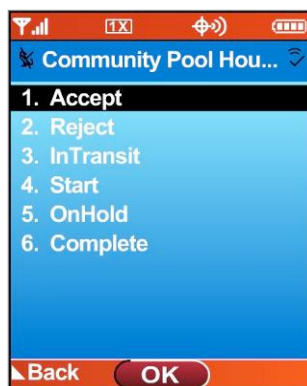 1X
Community Pool Hou...
1. Accept
2. Reject
3. InTransit
4. Start
5. OnHold
6. Complete
Back OK